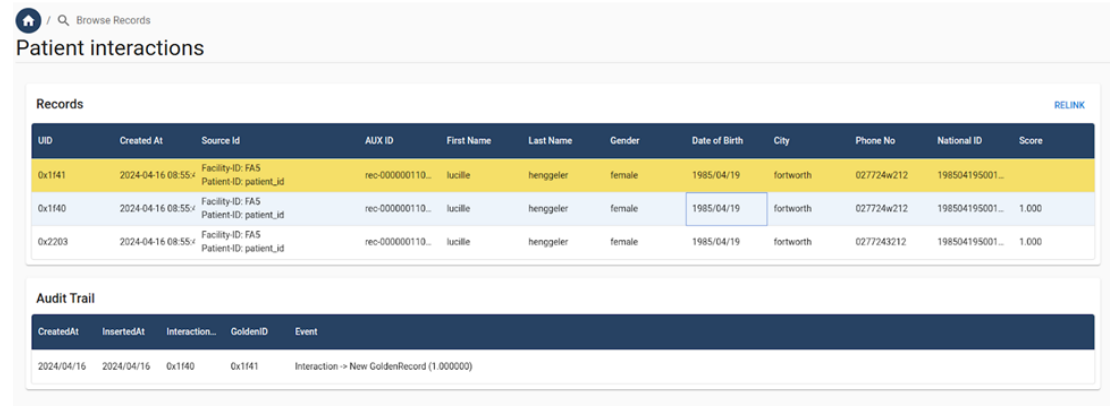 / Browse Records
Patient interactions
Records
RELINK
UID Created At Source Id AUX ID First Name Last Name Gender Date of Birth City Phone No National ID Score
0x1f41 2024-04-16 08:55:4 Facility-ID: FA5 Patient-ID: patient_id rec-000000110... lucille henggeler female 1985/04/19 fortworth 027724w212 198504195001...
0x1f40 2024-04-16 08:55:4 Facility-ID: FA5 Patient-ID: patient_id rec-000000110... lucille henggeler female 1985/04/19 fortworth 027724w212 198504195001... 1.000
0x2203 2024-04-16 08:55:4 Facility-ID: FA5 Patient-ID: patient_id rec-000000110... lucille henggeler female 1985/04/19 fortworth 0277243212 198504195001... 1.000
Audit Trail
CreatedAt InsertedAt Interaction... GoldenID Event
2024/04/16 2024/04/16 0x1f40 0x1f41 Interaction -> New GoldenRecord (1.000000)